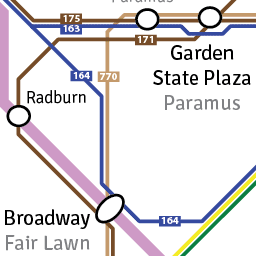 Paramus
175
163
171
Garden
State Plaza
Paramus
164
770
Radburn
Broadway
Fair Lawn
164